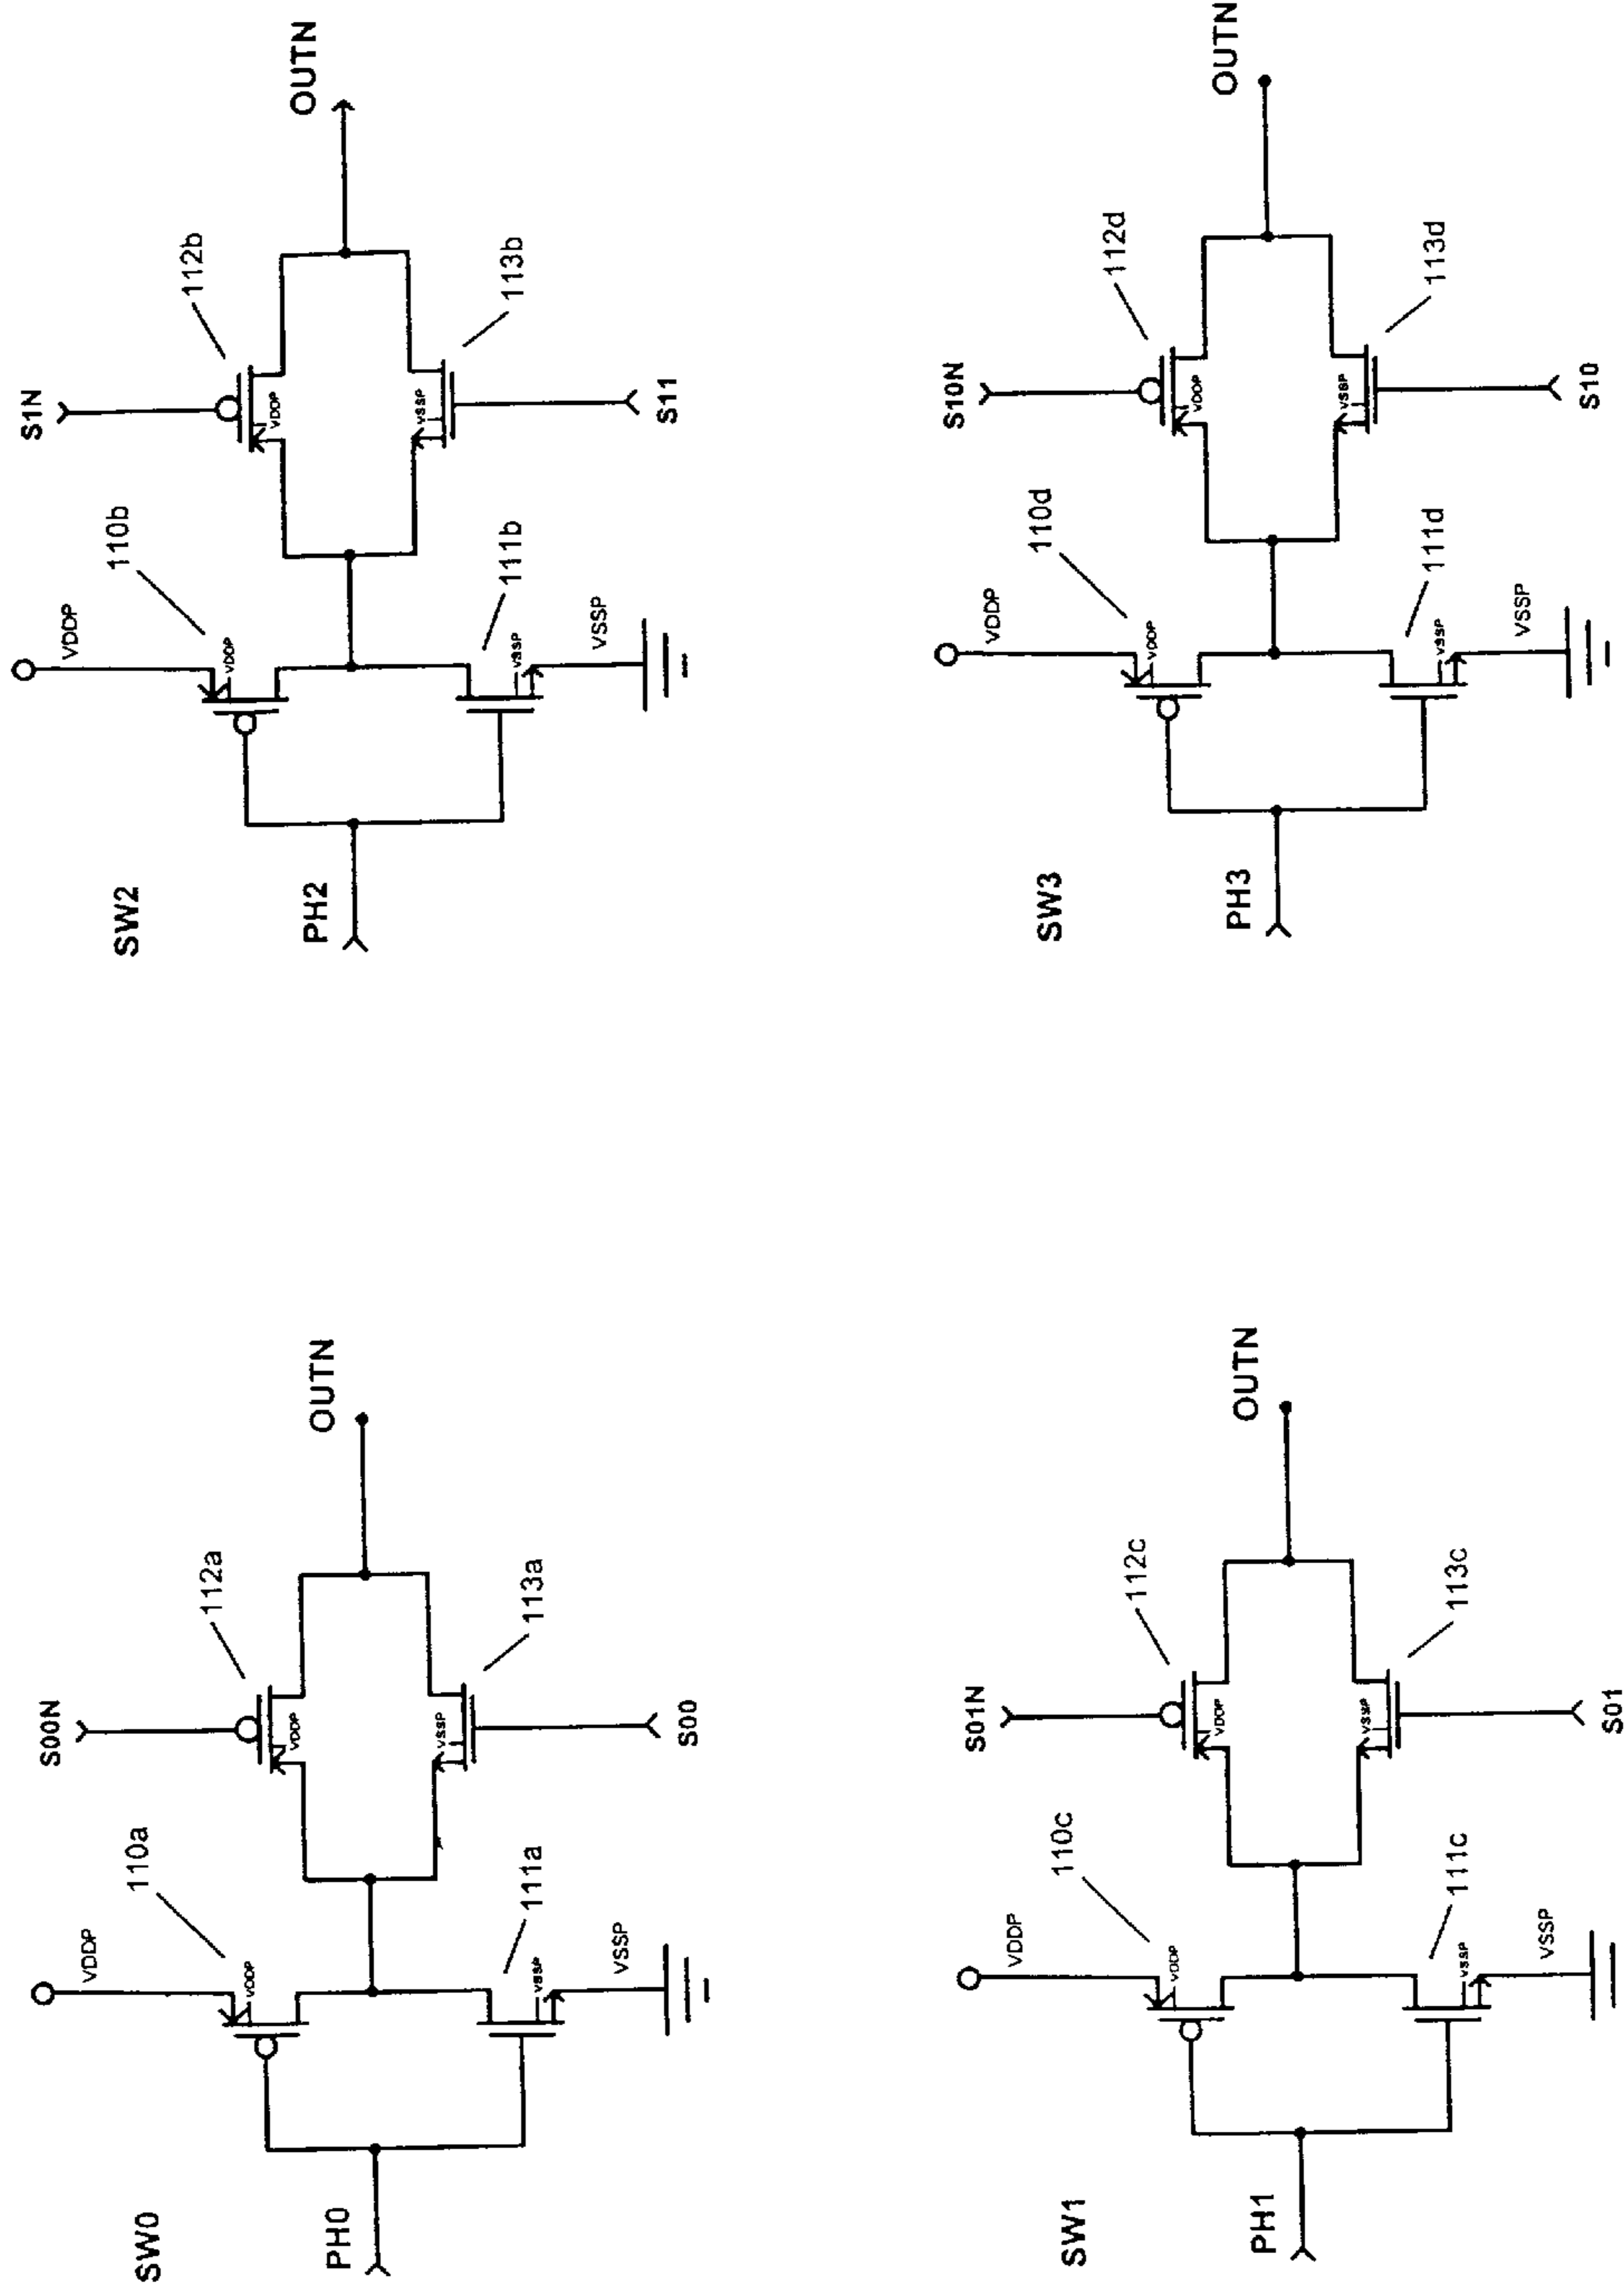 SW0
PH0
VDDP
110a
VDDP
111a
VSSP
VSSP
S00N
112a
VDDP
VSSP
113a
S00
OUTN
SW2
PH2
VDDP
110b
VDDP
111b
VSSP
VSSP
S1N
112b
VDDP
VSSP
113b
S11
OUTN
SW1
PH1
VDDP
110c
VDDP
111c
VSSP
VSSP
S01N
112c
VDDP
VSSP
113c
S01
OUTN
SW3
PH3
VDDP
110d
VDDP
111d
VSSP
VSSP
S10N
112d
VDDP
VSSP
113d
S10
OUTN